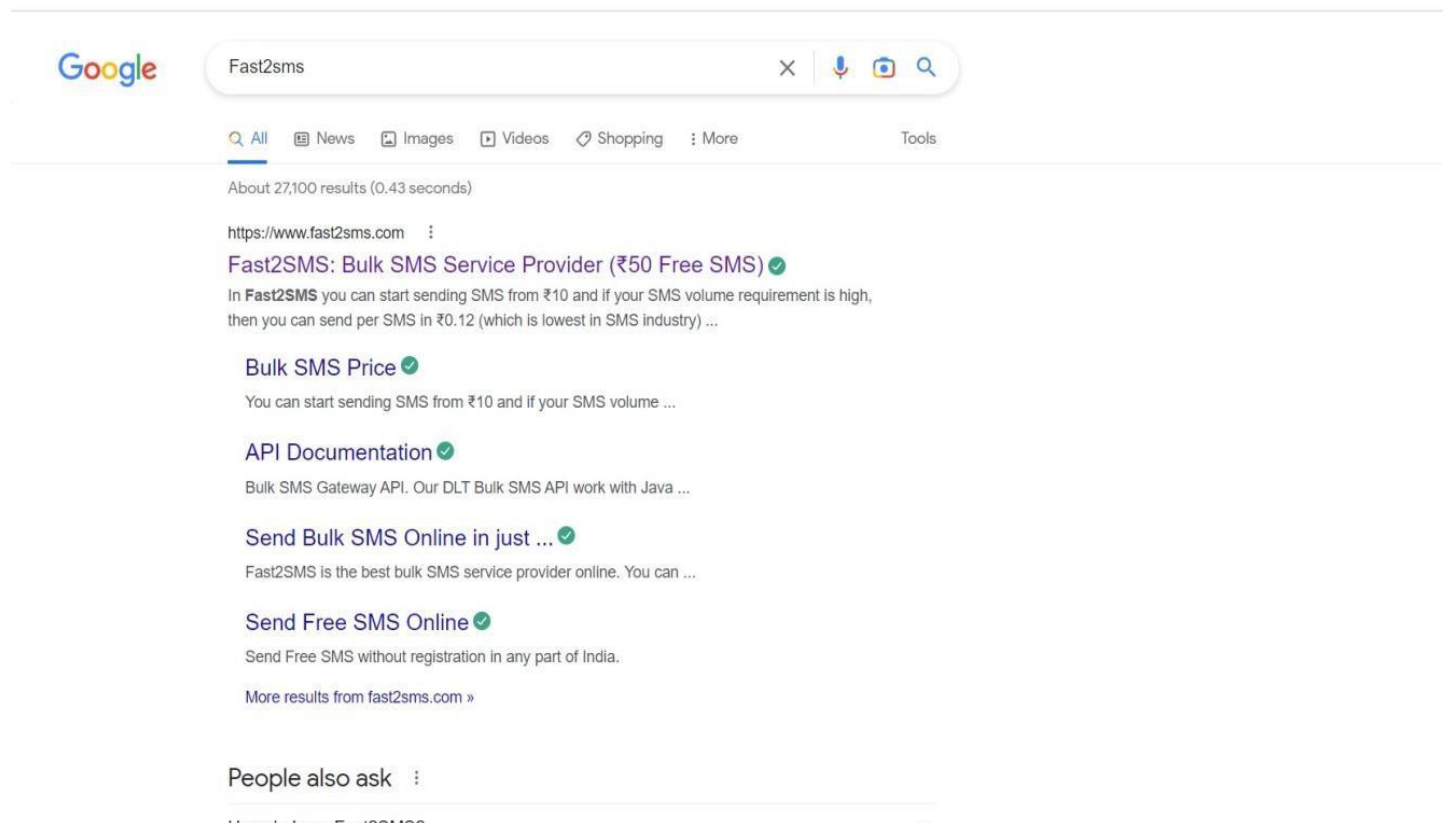 Google
Fast2sms
All News Images Videos Shopping More Tools
About 27,100 results (0.43 seconds)
https://www.fast2sms.com
Fast2SMS: Bulk SMS Service Provider (₹50 Free SMS)
In Fast2SMS you can start sending SMS from ₹10 and if your SMS volume requirement is high,
then you can send per SMS in ₹0.12 (which is lowest in SMS industry) ...
Bulk SMS Price
You can start sending SMS from ₹10 and if your SMS volume ...
API Documentation
Bulk SMS Gateway API. Our DLT Bulk SMS API work with Java ...
Send Bulk SMS Online in just ...
Fast2SMS is the best bulk SMS service provider online. You can ...
Send Free SMS Online
Send Free SMS without registration in any part of India.
More results from fast2sms.com »
People also ask